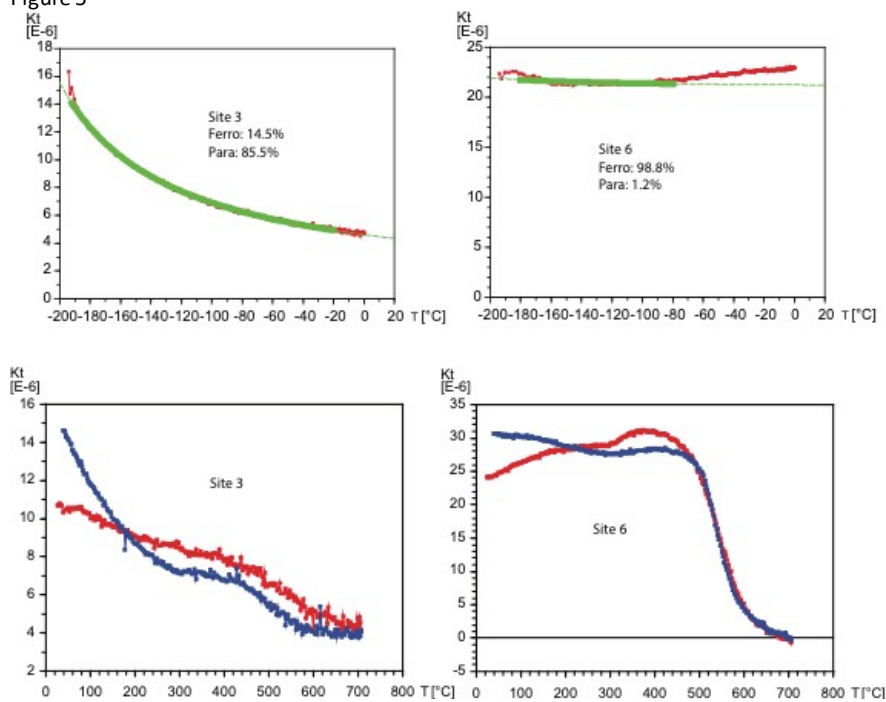 Figure 5
Kt
[E-6]
18
16
14
12
10
8
6
4
2
0
Site 3
Ferro: 14.5%
Para: 85.5%
-200-180-160-140-120-100 -80 -60 -40 -20 0 20 T [°C]
Kt
[E-6]
25
20
15
10
5
0
Site 6
Ferro: 98.8%
Para: 1.2%
-200-180-160-140-120-100 -80 -60 -40 -20 0 20 T [°C]
Kt
[E-6]
16
14
12
10
8
6
4
2
Site 3
0 100 200 300 400 500 600 700 800 T [°C]
Kt
[E-6]
35
30
25
20
15
10
5
0
-5
Site 6
0 100 200 300 400 500 600 700 800 T [°C]